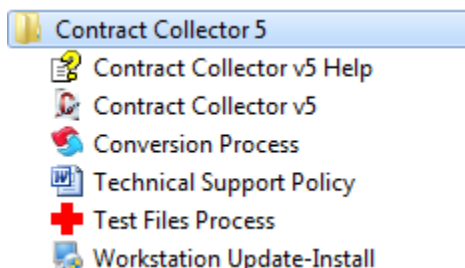 Contract Collector 5
Contract Collector v5 Help
Contract Collector v5
Conversion Process
Technical Support Policy
Test Files Process
Workstation Update-Install